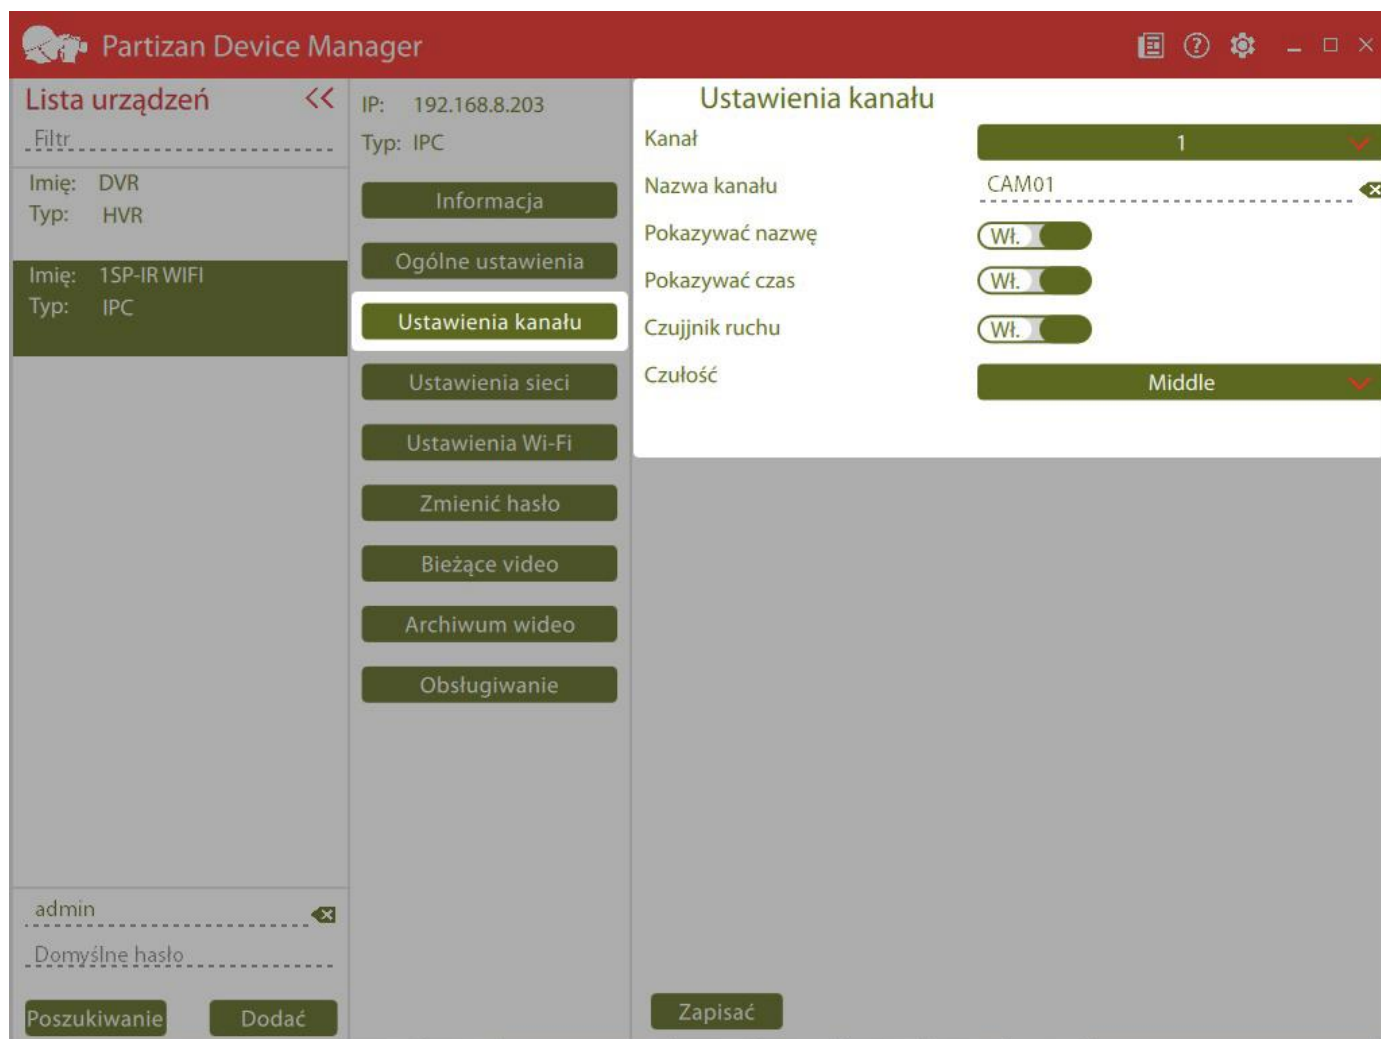 Partizan Device Manager
Lista urządzeń <<
Filtr
Imię: DVR
Typ: HVR
Imię: 1SP-IR WIFI
Typ: IPC
admin
Domyślne hasło
Poszukiwanie Dodać
IP: 192.168.8.203
Typ: IPC
Informacja
Ogólne ustawienia
Ustawienia kanału
Ustawienia sieci
Ustawienia Wi-Fi
Zmienić hasło
Bieżące video
Archiwum wideo
Obsługiwanie
Ustawienia kanału
Kanał 1
Nazwa kanału CAM01
Pokazywać nazwę Wł.
Pokazywać czas Wł.
Czujjnik ruchu Wł.
Czułość Middle
Zapisać